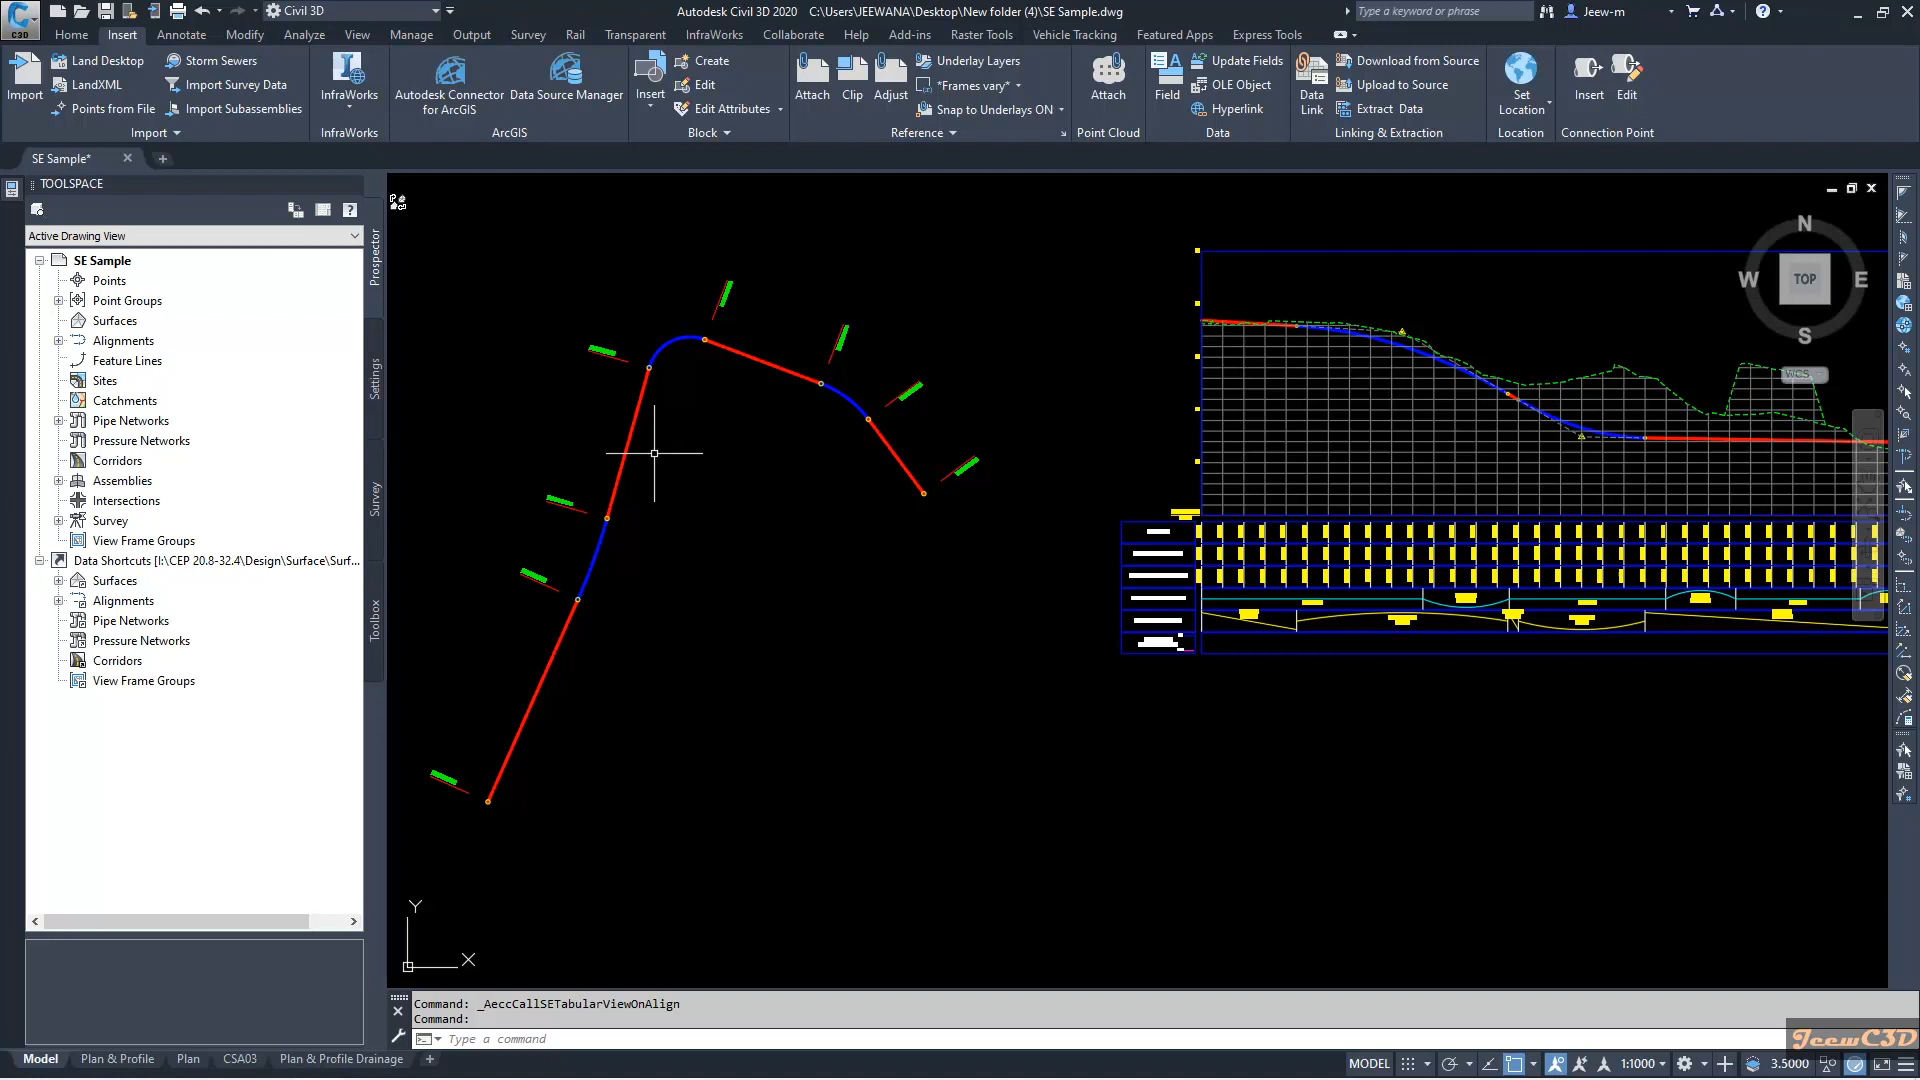 Civil 3D
Autodesk Civil 3D 2020 C:\Users\JEEWANA\Desktop\New folder (4)\SE Sample.dwg
Type a keyword or phrase
Jeew-m
C3D
Home Insert Annotate Modify Analyze View Manage Output Survey Rail Transparent InfraWorks Collaborate Help Add-ins Raster Tools Vehicle Tracking Featured Apps Express Tools
Import
Land Desktop
LandXML
Points from File
Storm Sewers
Import Survey Data
Import Subassemblies
InfraWorks
Autodesk Connector
for ArcGIS
Data Source Manager
Insert
Create
Edit
Edit Attributes
Attach
Clip
Adjust
Underlay Layers
*Frames vary*
Snap to Underlays ON
Attach
Field
Update Fields
OLE Object
Hyperlink
Data
Link
Download from Source
Upload to Source
Extract Data
Set
Location
Insert
Edit
Import InfraWorks ArcGIS Block Reference Point Cloud Data Linking & Extraction Location Connection Point
SE Sample*
TOOLSPACE
Active Drawing View
SE Sample
Points
Point Groups
Surfaces
Alignments
Feature Lines
Sites
Catchments
Pipe Networks
Pressure Networks
Corridors
Assemblies
Intersections
Survey
View Frame Groups
Data Shortcuts [I:\CEP 20.8-32.4\Design\Surface\Surf...
Surfaces
Alignments
Pipe Networks
Pressure Networks
Corridors
View Frame Groups
Prospector
Settings
Survey
Toolbox
N
W
TOP
E
S
WCS
Y
X
Command: _AeccCallSETabularViewOnAlign
Command:
Type a command
JeewC3D
Model Plan & Profile Plan CSA03 Plan & Profile Drainage
MODEL 1:1000 3.5000